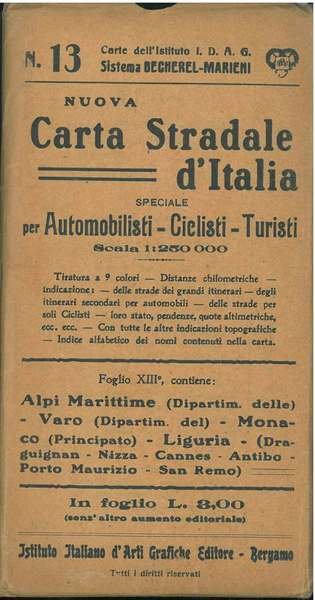 N. 13
Carte dell'Istituto I. D. A. G.
Sistema BECHEREL-MARIENI
NUOVA
Carta Stradale
d'Italia
SPECIALE
per Automobilisti - Ciclisti - Turisti
Scala 1:250 000
Tiratura a 9 colori — Distanze chilometriche —
indicazione: — delle strade dei grandi itinerari — degli
itinerari secondari per automobili — delle strade per
soli Ciclisti — loro stato, pendenze, quote altimetriche,
ecc. ecc. — Con tutte le altre indicazioni topografiche
— Indice alfabetico dei nomi contenuti nella carta.
Foglio XIIIº, contiene:
Alpi Marittime (Dipartim. delle)
- Varo (Dipartim. del) - Mona-
co (Principato) - Liguria - (Dra-
guignan - Nizza - Cannes - Antibo -
Porto Maurizio - San Remo)
In foglio L. 3,00
(senz'altro aumento editoriale)
Istituto Italiano d'Arti Grafiche Editore - Bergamo
Tutti i diritti riservati